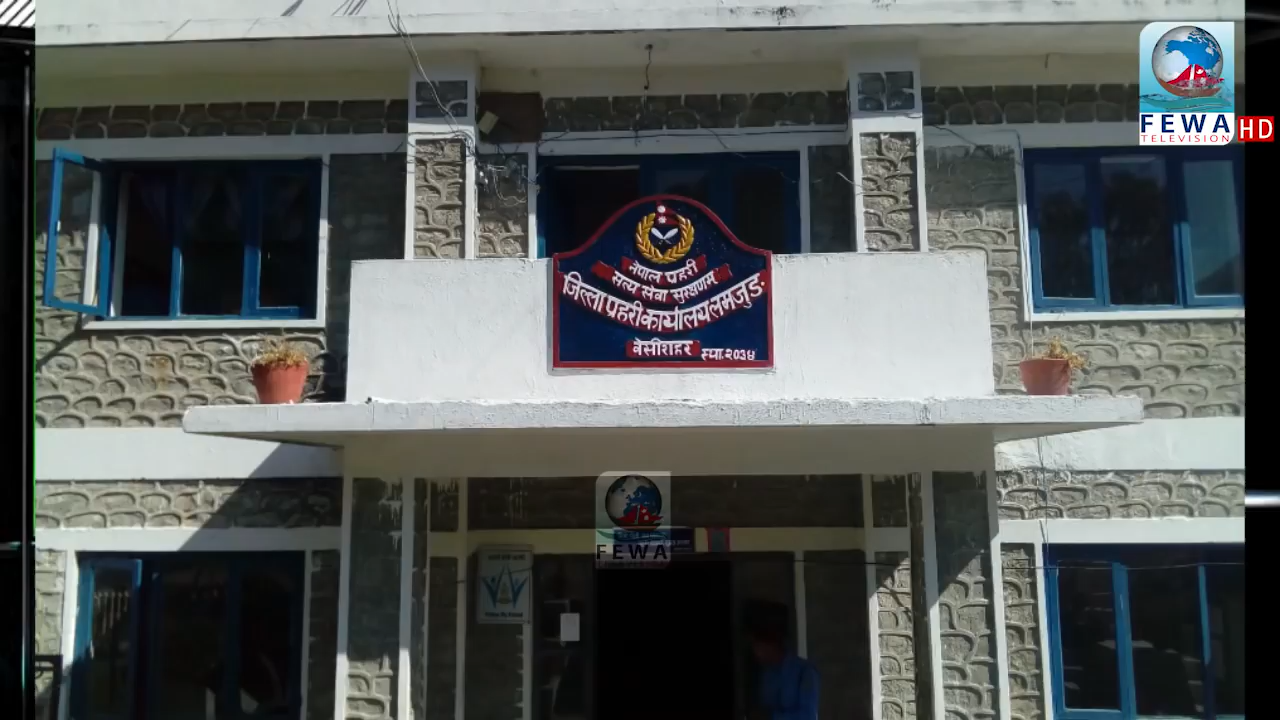 FEWA
TELEVISION
HD
नेपाल प्रहरी
सत्य सेवा सुरक्षणम
जिल्ला प्रहरी कार्यालय लमजुङ
वेसीशहर
स्था.२०३४
FEWA